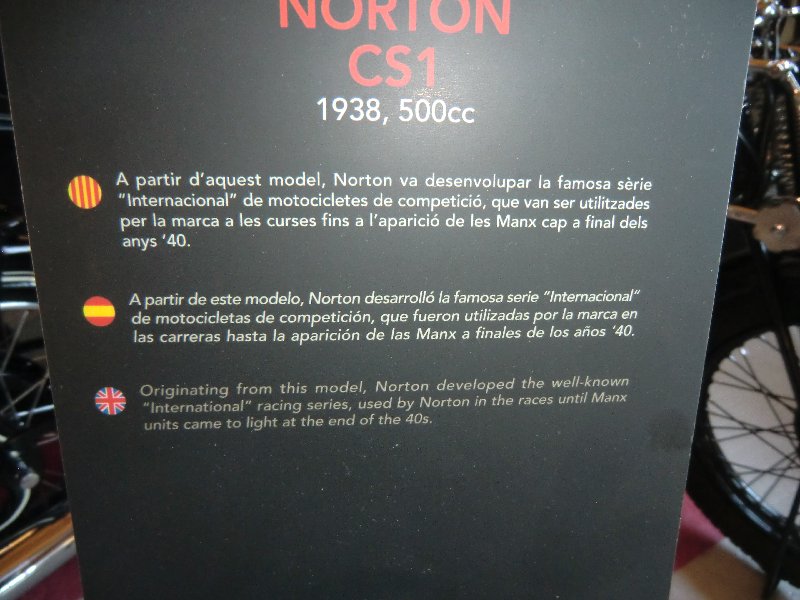 NORTON
CS1
1938, 500cc
A partir d'aquest model, Norton va desenvolupar la famosa sèrie
"Internacional" de motocicletes de competició, que van ser utilitzades
per la marca a les curses fins a l'aparició de les Manx cap a final dels
anys '40.
A partir de este modelo, Norton desarrolló la famosa serie "Internacional"
de motocicletas de competición, que fueron utilizadas por la marca en
las carreras hasta la aparición de las Manx a finales de los años '40.
Originating from this model, Norton developed the well-known
"International" racing series, used by Norton in the races until Manx
units came to light at the end of the 40s.